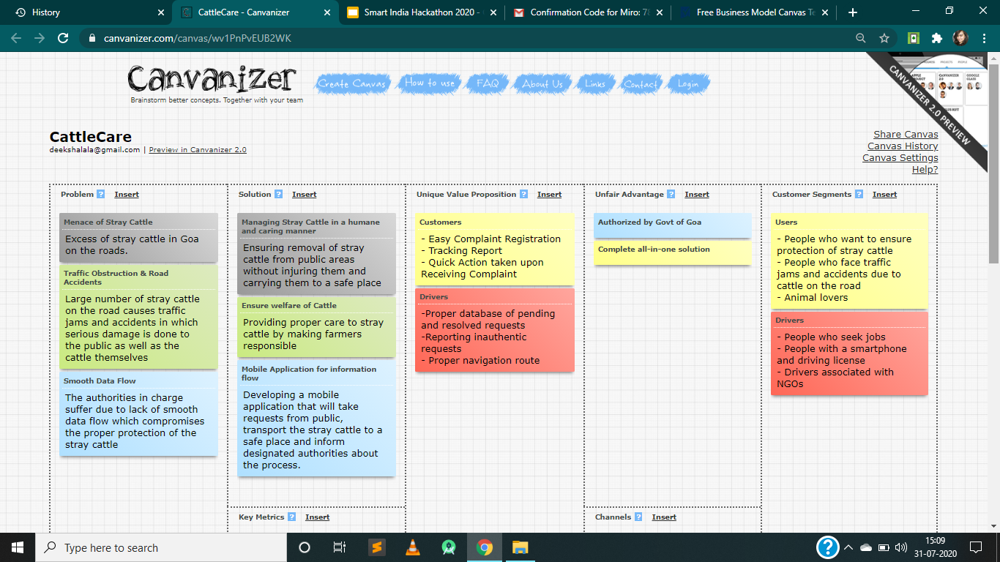 History
CattleCare - Canvanizer
Smart India Hackathon 2020 -
Confirmation Code for Miro: 78
Free Business Model Canvas Te
canvanizer.com/canvas/wv1PnPvEUB2WK
Canvanizer
Brainstorm better concepts. Together with your team
Create Canvas
How to use
FAQ
About Us
Links
Contact
Login
CANVANIZER 2.0 PREVIEW
CattleCare
deekshalala@gmail.com | Preview in Canvanizer 2.0
Share Canvas
Canvas History
Canvas Settings
Help?
Problem ? Insert
Menace of Stray Cattle
Excess of stray cattle in Goa
on the roads.
Traffic Obstruction & Road
Accidents
Large number of stray cattle
on the road causes traffic
jams and accidents in which
serious damage is done to
the public as well as the
cattle themselves
Smooth Data Flow
The authorities in charge
suffer due to lack of smooth
data flow which compromises
the proper protection of the
stray cattle
Solution ? Insert
Managing Stray Cattle in a humane
and caring manner
Ensuring removal of stray
cattle from public areas
without injuring them and
carrying them to a safe place
Ensure welfare of Cattle
Providing proper care to stray
cattle by making farmers
responsible
Mobile Application for information
flow
Developing a mobile
application that will take
requests from public,
transport the stray cattle to a
safe place and inform
designated authorities about
the process.
Key Metrics ? Insert
Unique Value Proposition ? Insert
Customers
- Easy Complaint Registration
- Tracking Report
- Quick Action taken upon
Receiving Complaint
Drivers
-Proper database of pending
and resolved requests
-Reporting inauthentic
requests
- Proper navigation route
Unfair Advantage ? Insert
Authorized by Govt of Goa
Complete all-in-one solution
Channels ? Insert
Customer Segments ? Insert
Users
- People who want to ensure
protection of stray cattle
- People who face traffic
jams and accidents due to
cattle on the road
- Animal lovers
Drivers
- People who seek jobs
- People with a smartphone
and driving license
- Drivers associated with
NGOs
Type here to search
15:09
31-07-2020